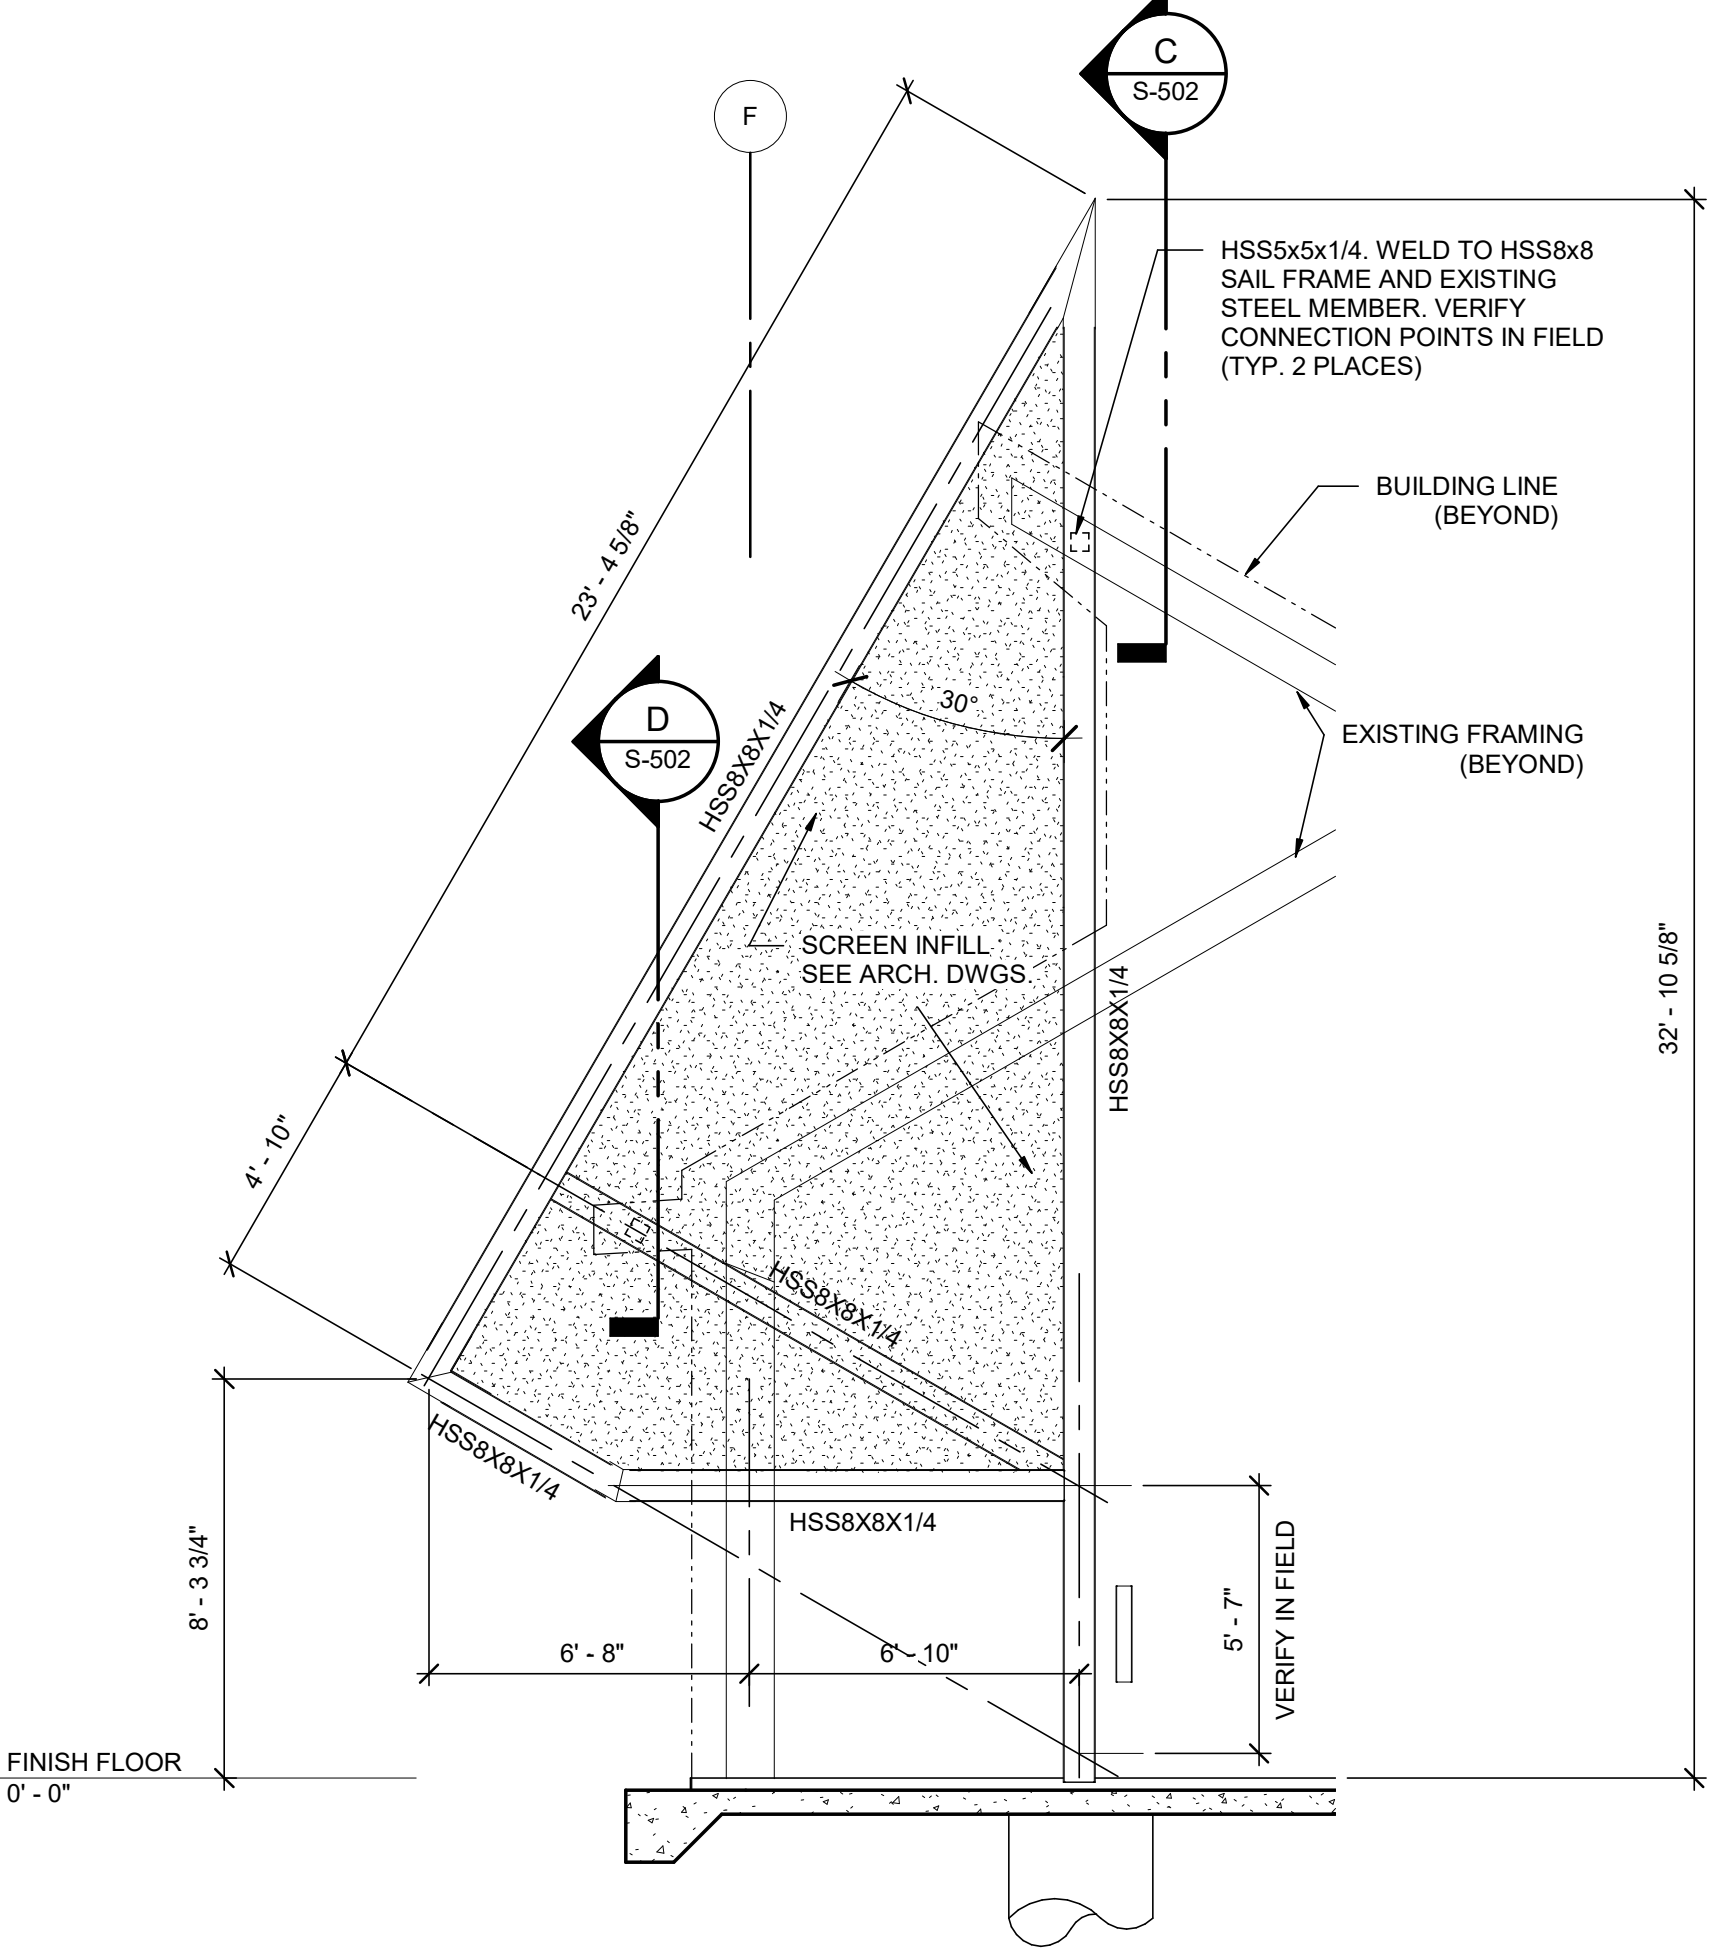 C
S-502
F
HSS5x5x1/4. WELD TO HSS8x8
SAIL FRAME AND EXISTING
STEEL MEMBER. VERIFY
CONNECTION POINTS IN FIELD
(TYP. 2 PLACES)
BUILDING LINE
(BEYOND)
23' - 4 5/8"
30°
D
S-502
HSS8X8X1/4
EXISTING FRAMING
(BEYOND)
SCREEN INFILL
SEE ARCH. DWGS.
HSS8X8X1/4
32' - 10 5/8"
4' - 10"
HSS8X8X1/4
HSS8X8X1/4
HSS8X8X1/4
8' - 3 3/4"
6' - 8"
6' - 10"
5' - 7"
VERIFY IN FIELD
FINISH FLOOR
0' - 0"